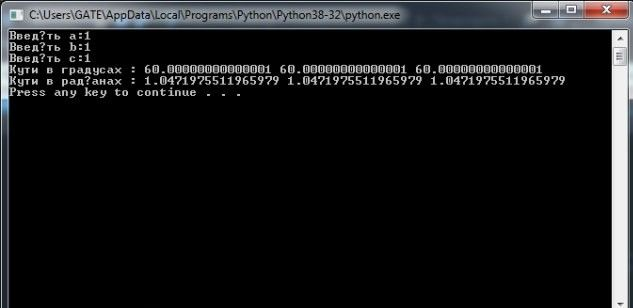 C:\Users\GATE\AppData\Local\Programs\Python\Python38-32\python.exe
Введ?ть a:1
Введ?ть b:1
Введ?ть c:1
Кути в градусах : 60.00000000000001 60.00000000000001 60.00000000000001
Кути в рад?анах : 1.0471975511965979 1.0471975511965979 1.0471975511965979
Press any key to continue . . .